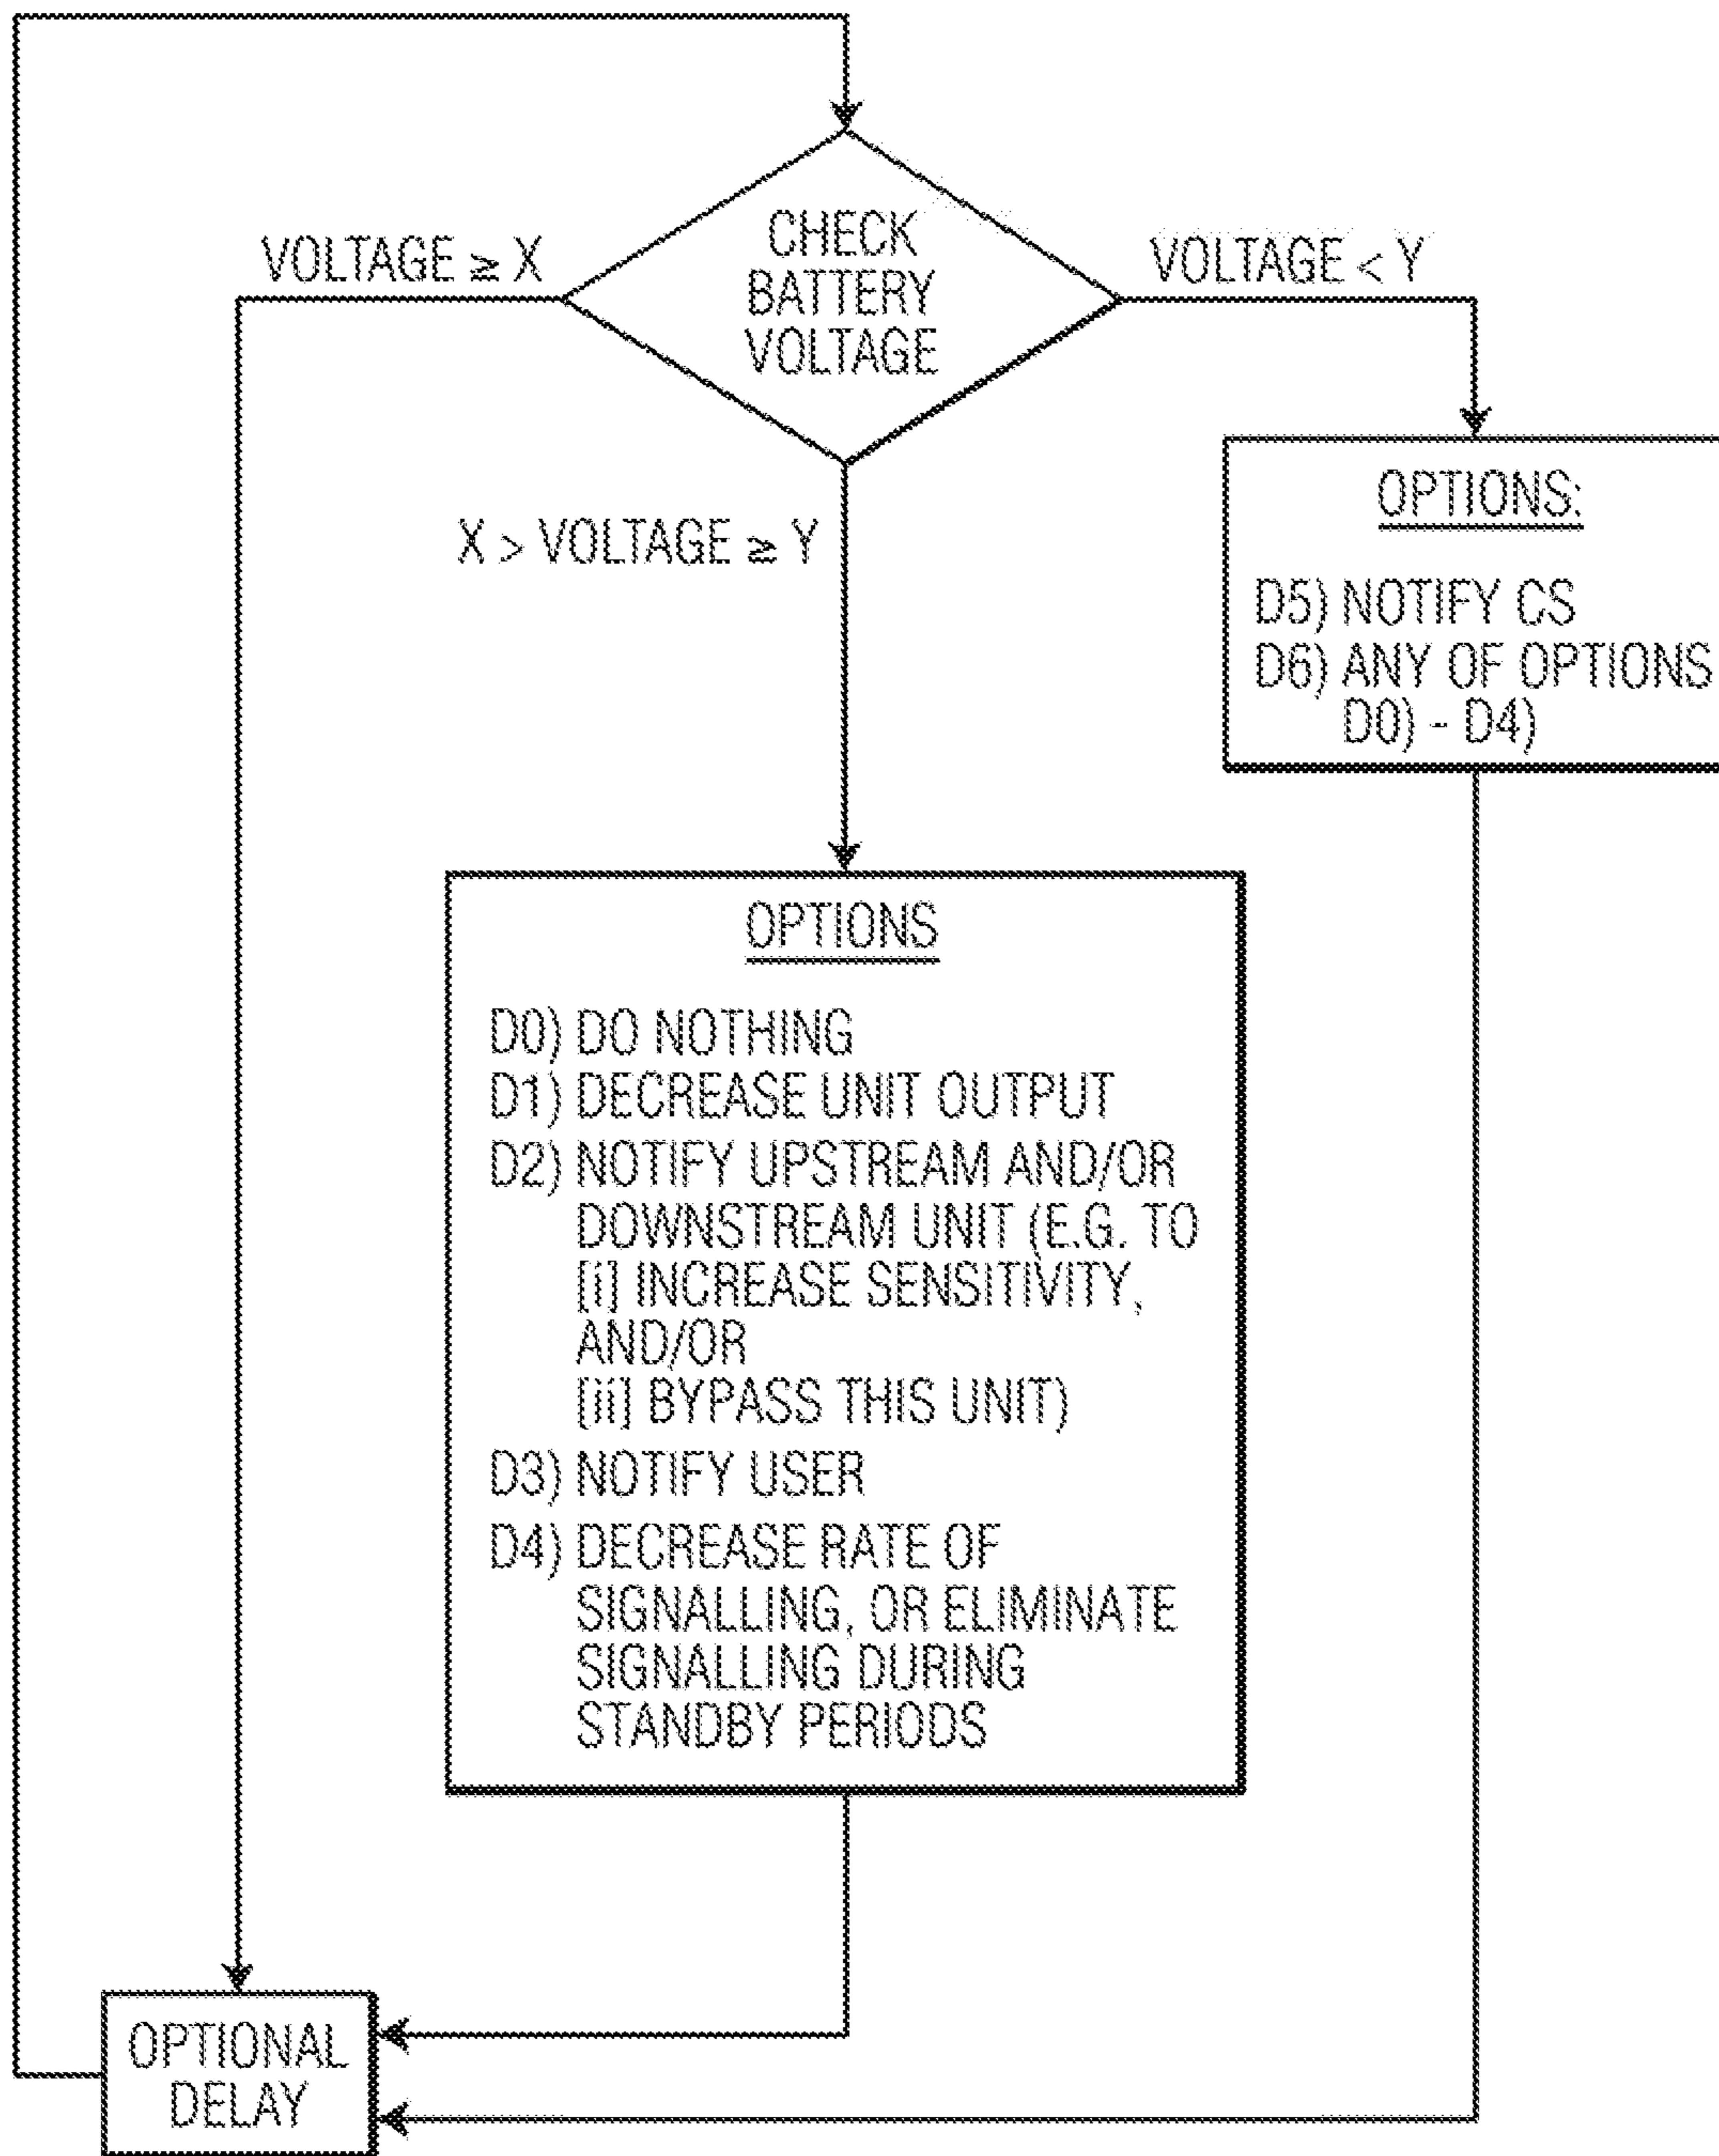 CHECK
BATTERY
VOLTAGE
VOLTAGE ≥ X
VOLTAGE < Y
X > VOLTAGE ≥ Y
OPTIONS:
D5) NOTIFY CS
D6) ANY OF OPTIONS
D0) - D4)
OPTIONS
D0) DO NOTHING
D1) DECREASE UNIT OUTPUT
D2) NOTIFY UPSTREAM AND/OR
DOWNSTREAM UNIT (E.G. TO
[i] INCREASE SENSITIVITY,
AND/OR
[ii] BYPASS THIS UNIT)
D3) NOTIFY USER
D4) DECREASE RATE OF
SIGNALLING, OR ELIMINATE
SIGNALLING DURING
STANDBY PERIODS
OPTIONAL
DELAY